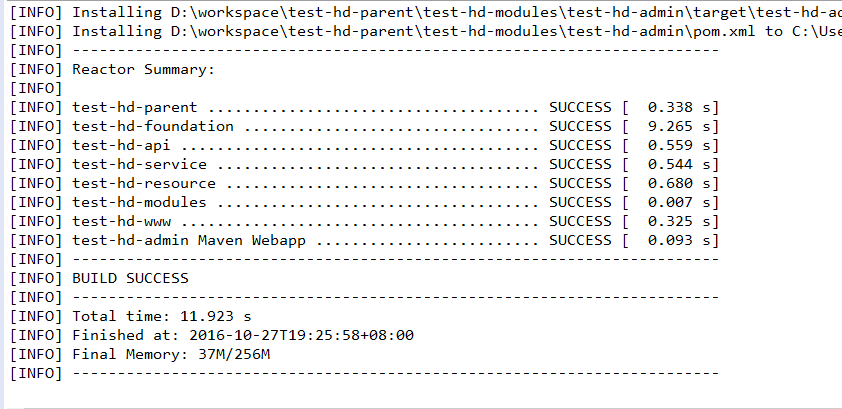 [INFO] Installing D:\workspace\test-hd-parent\test-hd-modules\test-hd-admin\target\test-hd-ad
[INFO] Installing D:\workspace\test-hd-parent\test-hd-modules\test-hd-admin\pom.xml to C:\Use
[INFO] ------------------------------------------------------------------------
[INFO] Reactor Summary:
[INFO]
[INFO] test-hd-parent ..................................... SUCCESS [  0.338 s]
[INFO] test-hd-foundation ................................. SUCCESS [  9.265 s]
[INFO] test-hd-api ........................................ SUCCESS [  0.559 s]
[INFO] test-hd-service .................................... SUCCESS [  0.544 s]
[INFO] test-hd-resource ................................... SUCCESS [  0.680 s]
[INFO] test-hd-modules .................................... SUCCESS [  0.007 s]
[INFO] test-hd-www ........................................ SUCCESS [  0.325 s]
[INFO] test-hd-admin Maven Webapp ......................... SUCCESS [  0.093 s]
[INFO] ------------------------------------------------------------------------
[INFO] BUILD SUCCESS
[INFO] ------------------------------------------------------------------------
[INFO] Total time: 11.923 s
[INFO] Finished at: 2016-10-27T19:25:58+08:00
[INFO] Final Memory: 37M/256M
[INFO] ------------------------------------------------------------------------